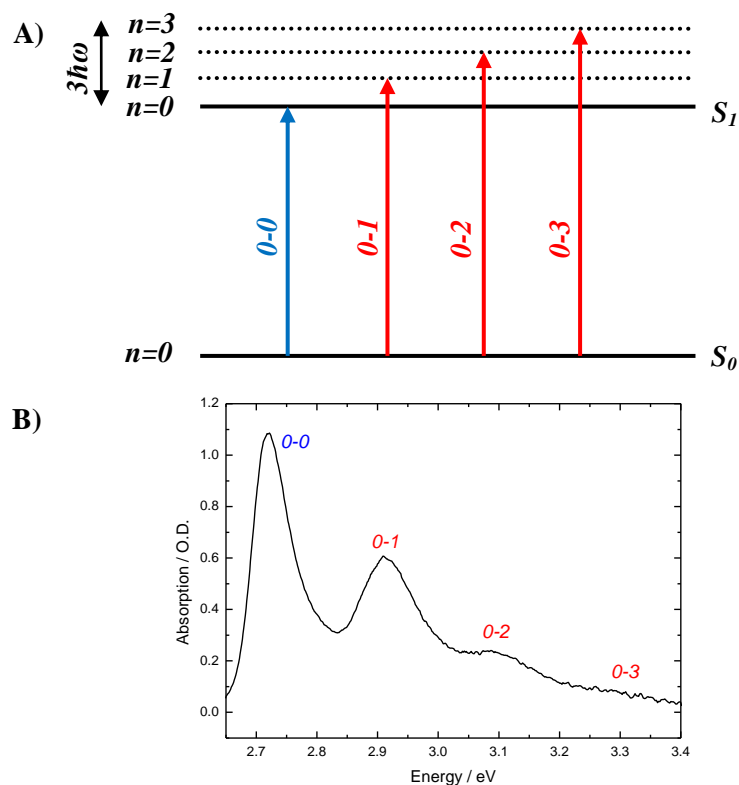 A)
n=3
n=2
n=1
n=0
3ħω
S1
0-0
0-1
0-2
0-3
n=0
S0
B)
1.2
1.0
0.8
0.6
0.4
0.2
0.0
Absorption / O.D.
0-0
0-1
0-2
0-3
2.7 2.8 2.9 3.0 3.1 3.2 3.3 3.4
Energy / eV